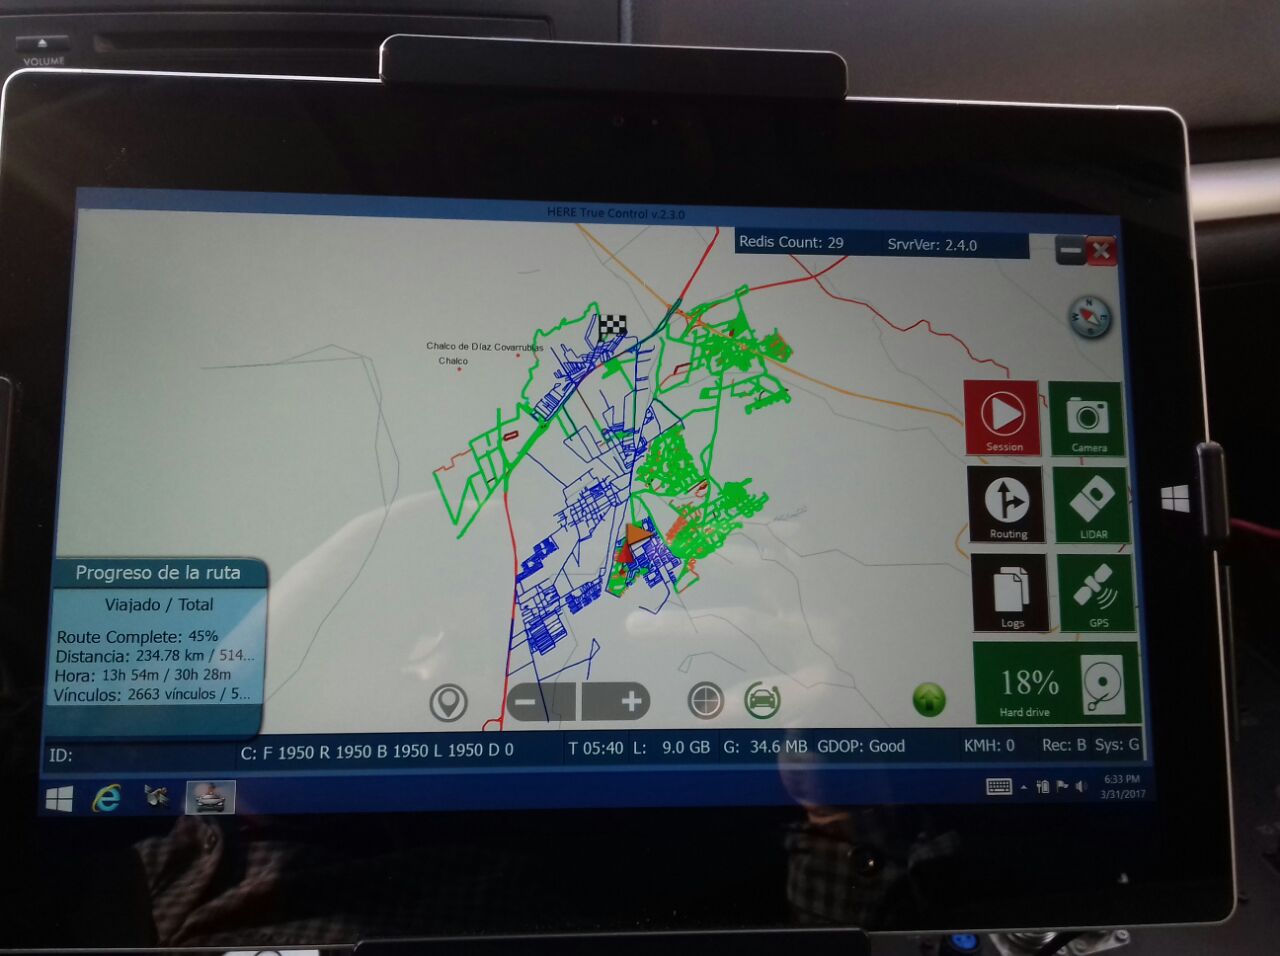 VOLUME
HERE True Control v.2.3.0
Redis Count: 29 SrvrVer: 2.4.0
N
E
W
Chalco de Díaz Covarrubias
Chalco
Session
Camera
Routing
LIDAR
Logs
GPS
18%
Hard drive
Progreso de la ruta
Viajado / Total
Route Complete: 45%
Distancia: 234.78 km / 514...
Hora: 13h 54m / 30h 28m
Vínculos: 2663 vínculos / 5...
ID: C: F 1950 R 1950 B 1950 L 1950 D 0 T 05:40 L: 9.0 GB G: 34.6 MB GDOP: Good KMH: 0 Rec: B Sys: G
6:33 PM
3/31/2017